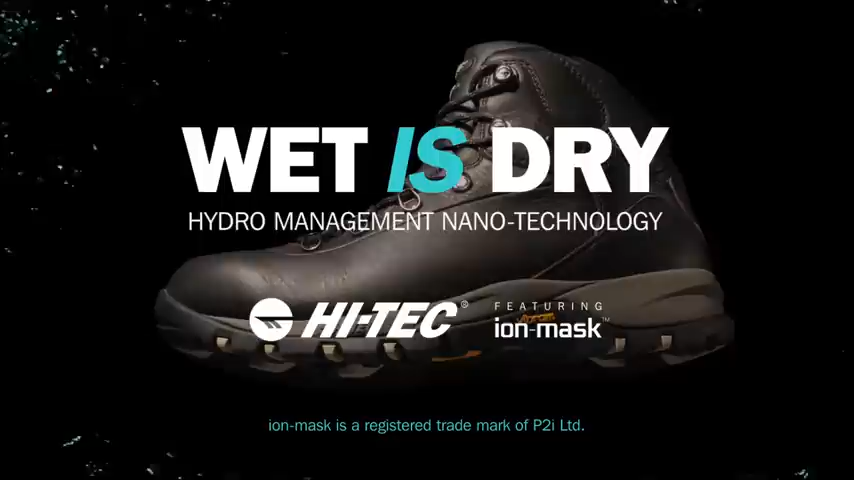 WET IS DRY
HYDRO MANAGEMENT NANO-TECHNOLOGY
HI-TEC®
FEATURING
ion-mask™
ion-mask is a registered trade mark of P2i Ltd.